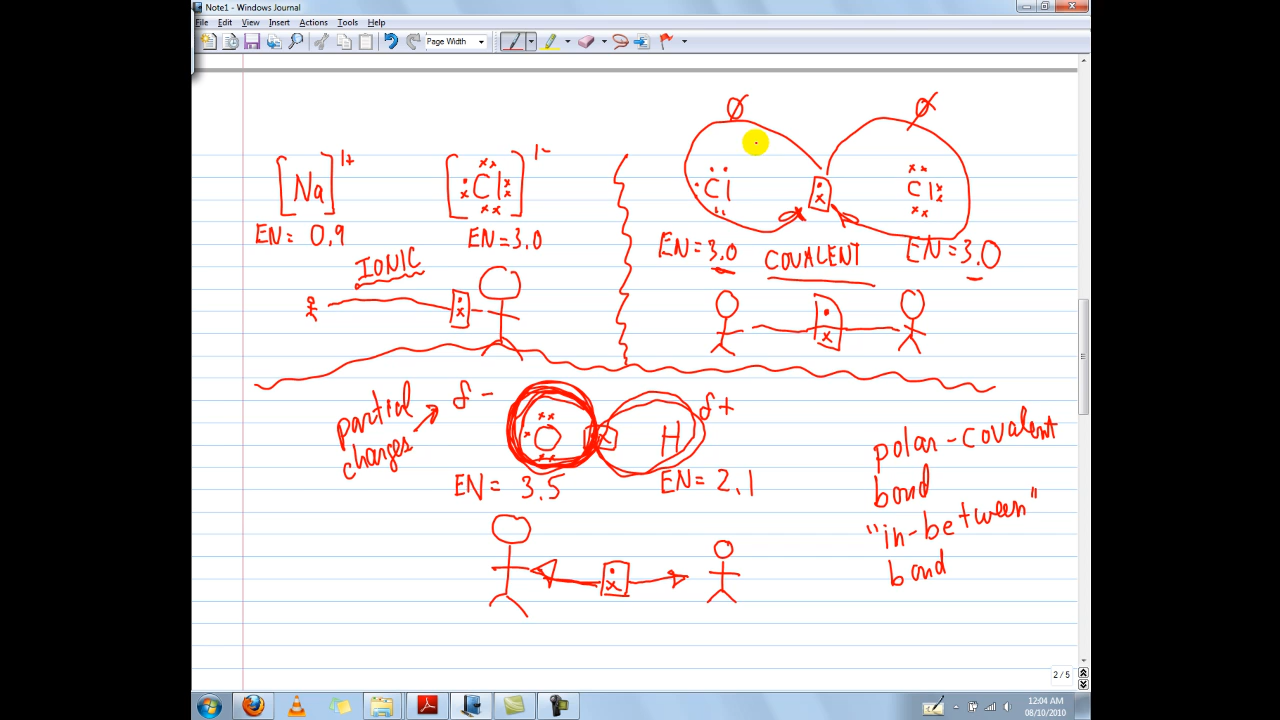 Note1 - Windows Journal
File Edit View Insert Actions Tools Help
Page Width
[Na]1+
[Cl]1-
EN= 0.9
EN=3.0
IONIC
x
Ø Ø
Cl x Cl
EN=3.0 COVALENT EN=3.0
x
partial
charges
δ-
O x H
δ+
EN= 3.5
EN= 2.1
x
polar-covalent
bond
"in-between"
bond
2/5
12:04 AM
08/10/2010